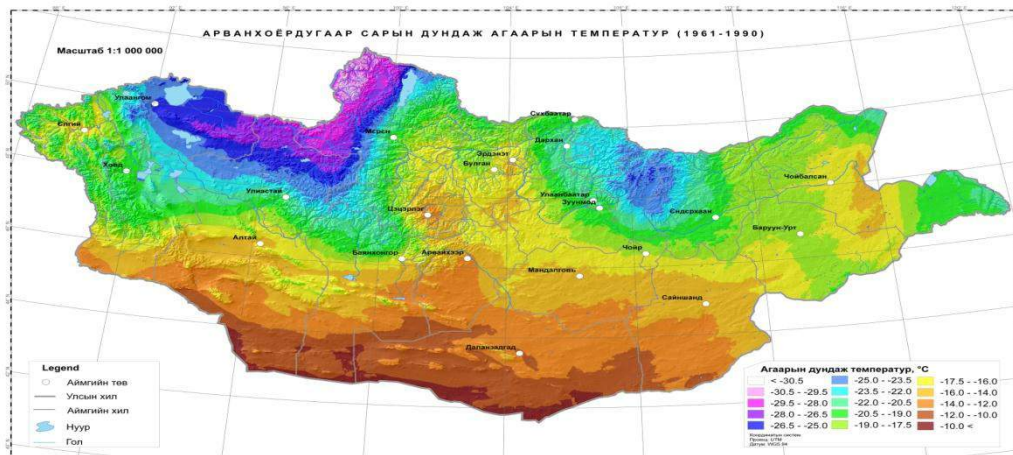 АРВАНХОЁРДУГААР САРЫН ДУНДАЖ АГААРЫН ТЕМПЕРАТУР (1961-1990)
Масштаб 1:1 000 000
Улаангом
Өлгий
Ховд
Мөрөн
Сүхбаатар
Дархан
Эрдэнэт
Булган
Улиастай
Улаанбаатар
Зуунмод
Чойбалсан
Цэцэрлэг
Өндөрхаан
Баруун-Урт
Алтай
Баянхонгор
Арвайхээр
Чойр
Мандалговь
Сайншанд
Даланзадгад
Legend
Аймгийн төв
Улсын хил
Аймгийн хил
Нуур
Гол
Агаарын дундаж температур, °C
< -30.5
-30.5 - -29.5
-29.5 - -28.0
-28.0 - -26.5
-26.5 - -25.0
-25.0 - -23.5
-23.5 - -22.0
-22.0 - -20.5
-20.5 - -19.0
-19.0 - -17.5
-17.5 - -16.0
-16.0 - -14.0
-14.0 - -12.0
-12.0 - -10.0
-10.0 <